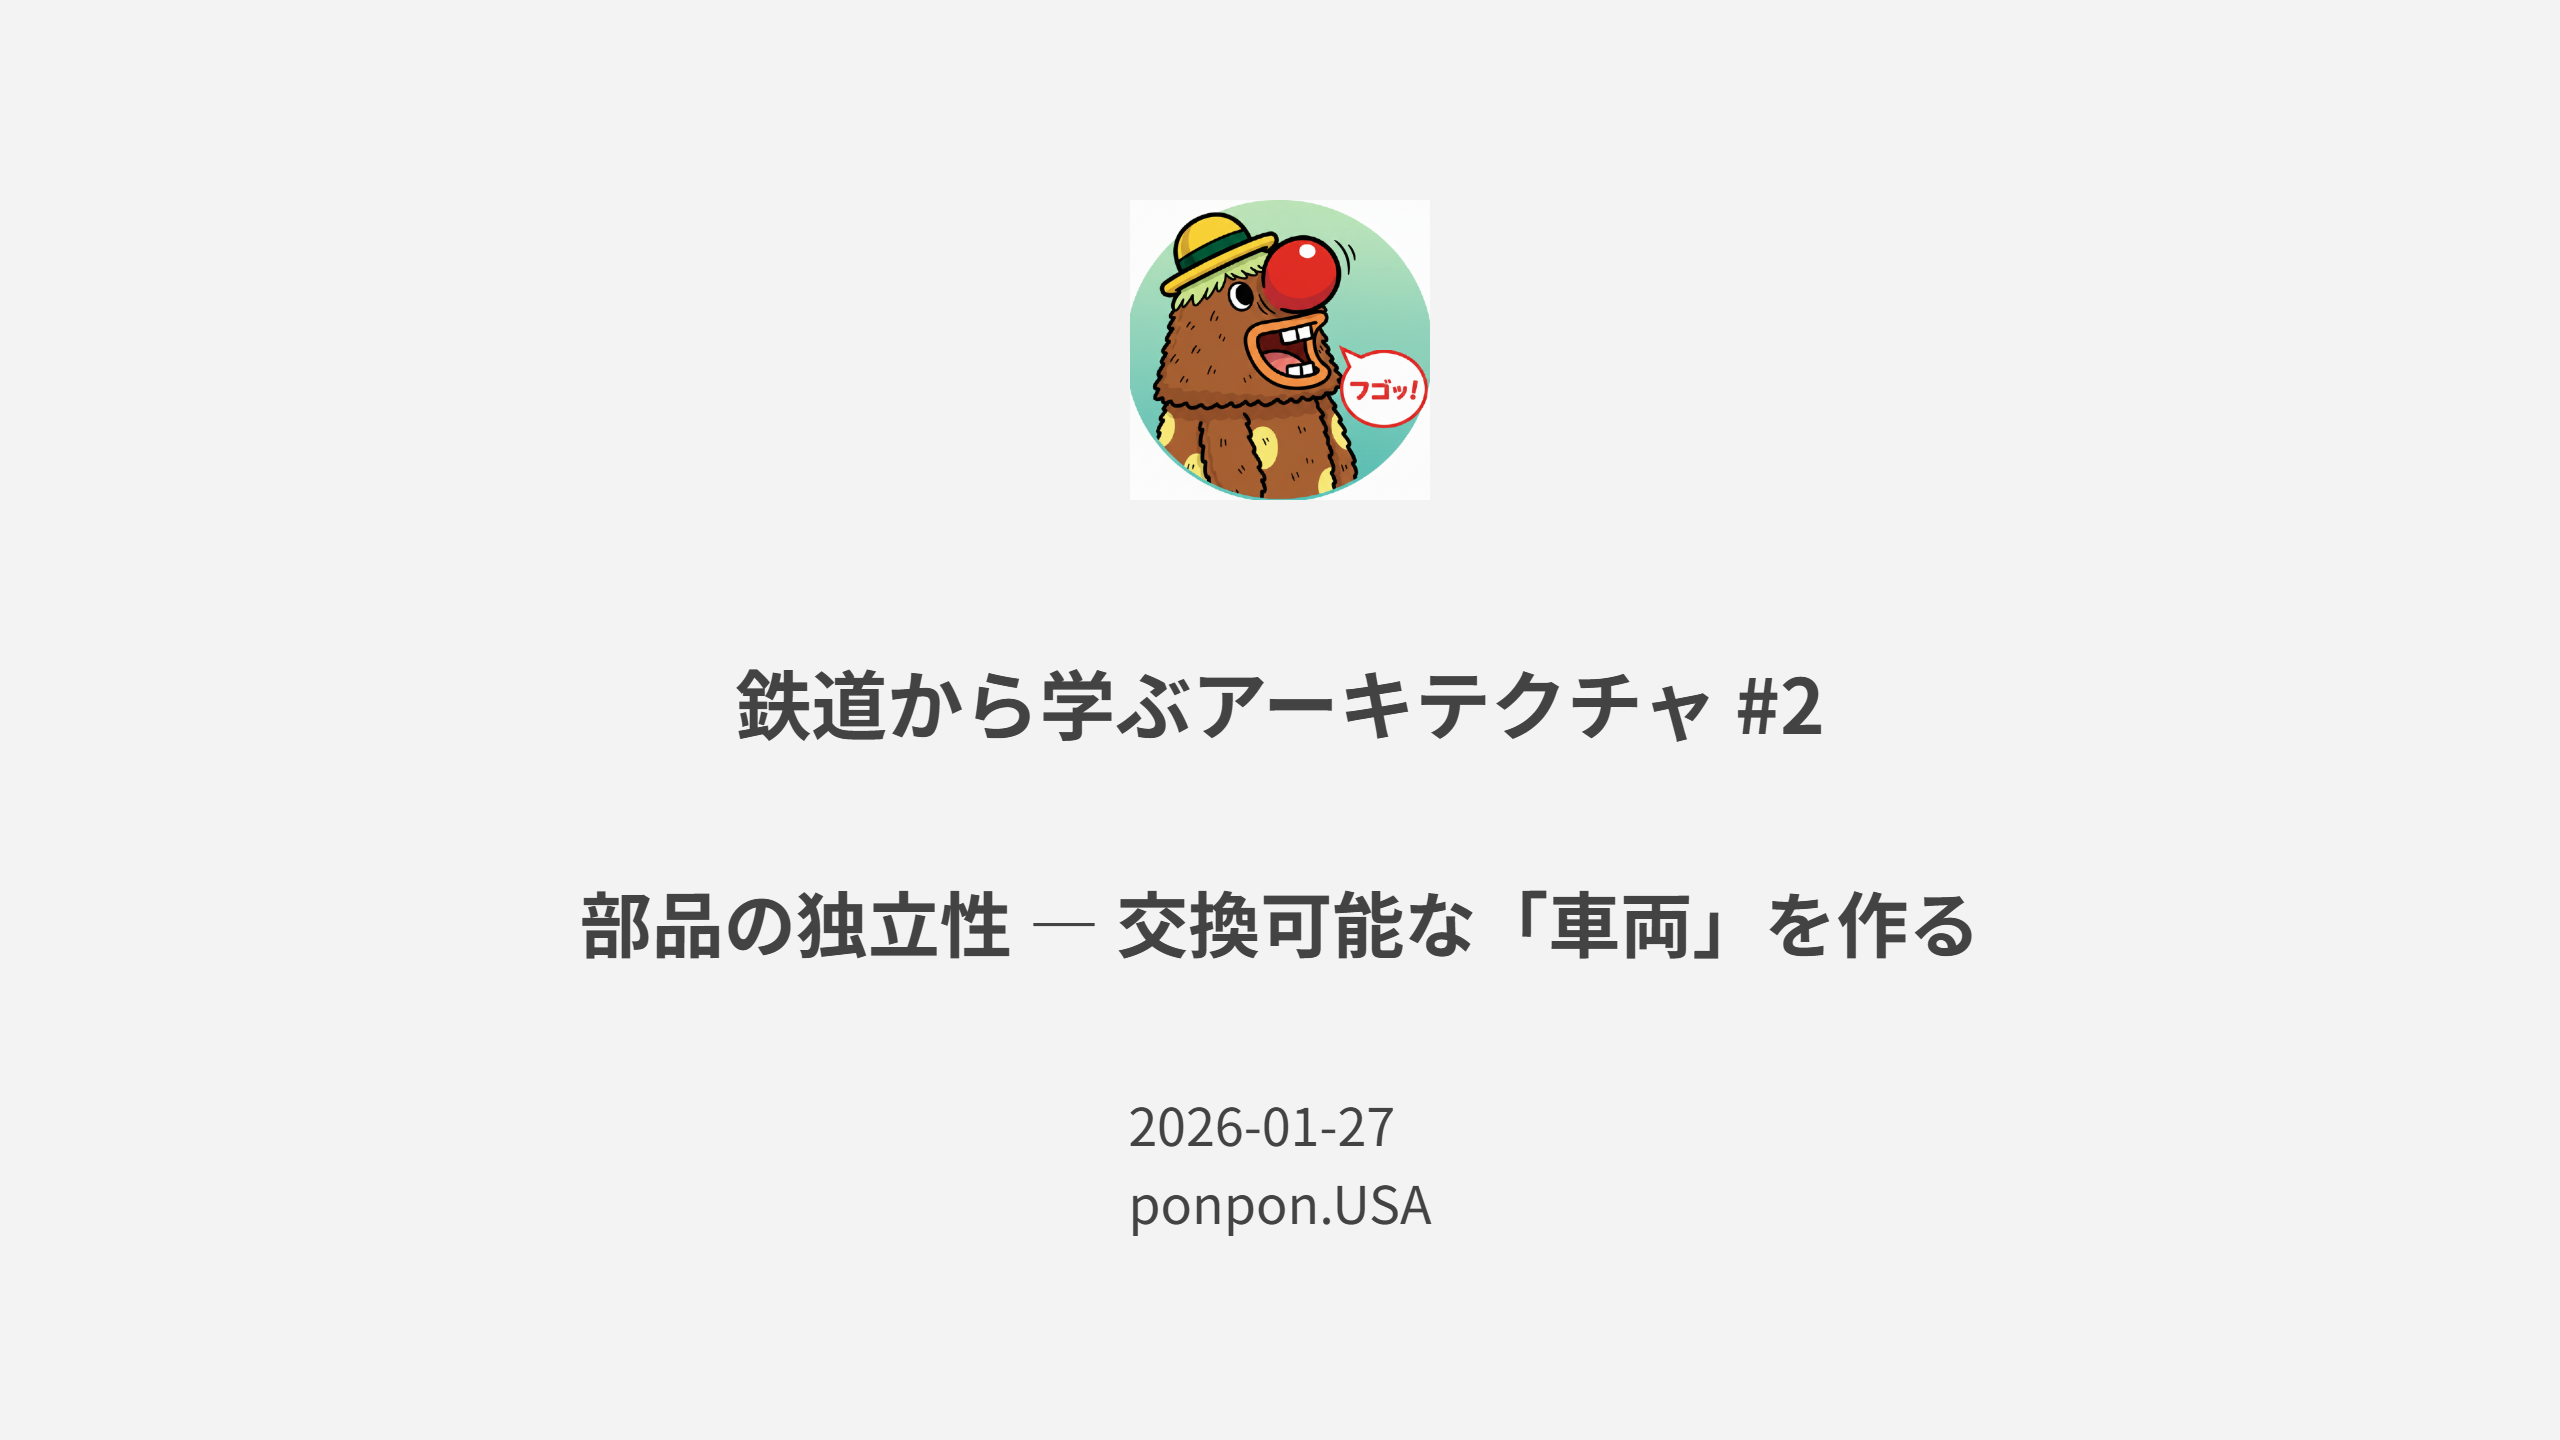 フゴッ!
鉄道から学ぶアーキテクチャ #2
部品の独立性 — 交換可能な「車両」を作る
2026-01-27
ponpon.USA